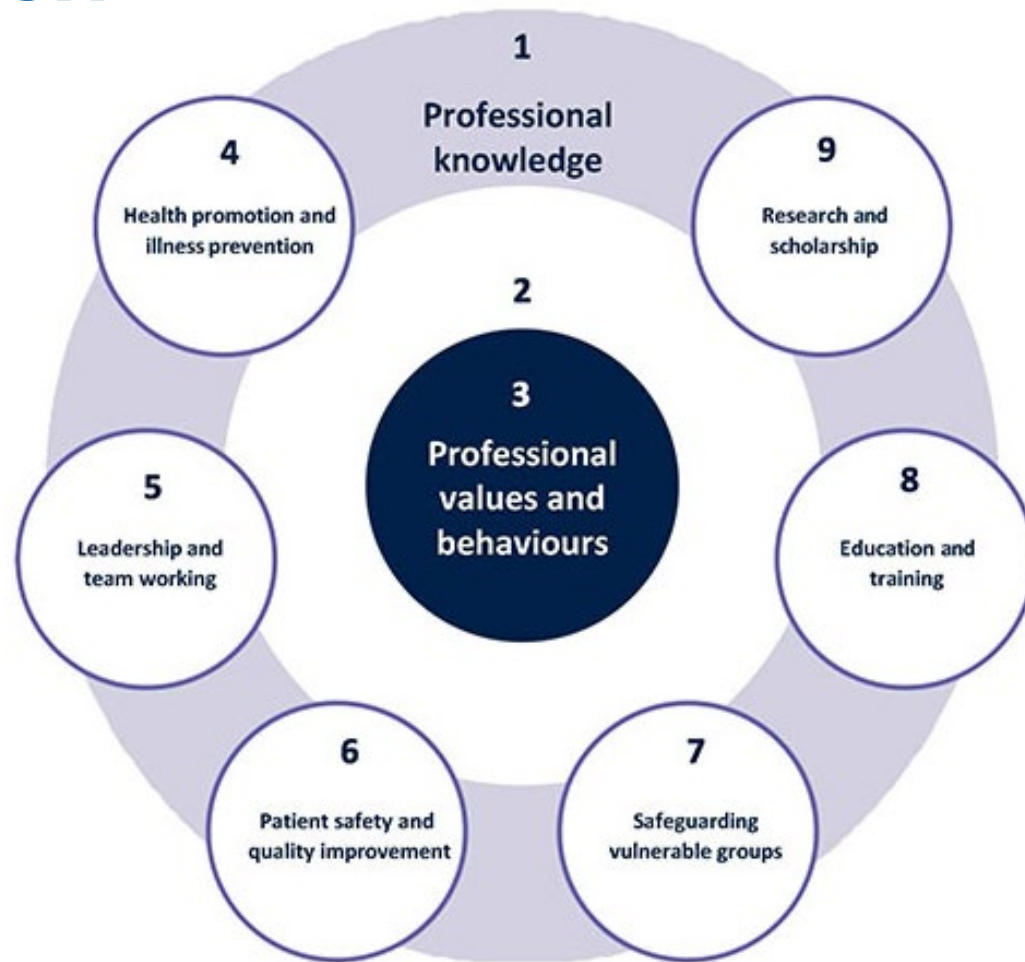 1
Professional
knowledge
4
Health promotion and
illness prevention
9
Research and
scholarship
2
3
Professional
values and
behaviours
5
Leadership and
team working
8
Education and
training
6
Patient safety and
quality improvement
7
Safeguarding
vulnerable groups